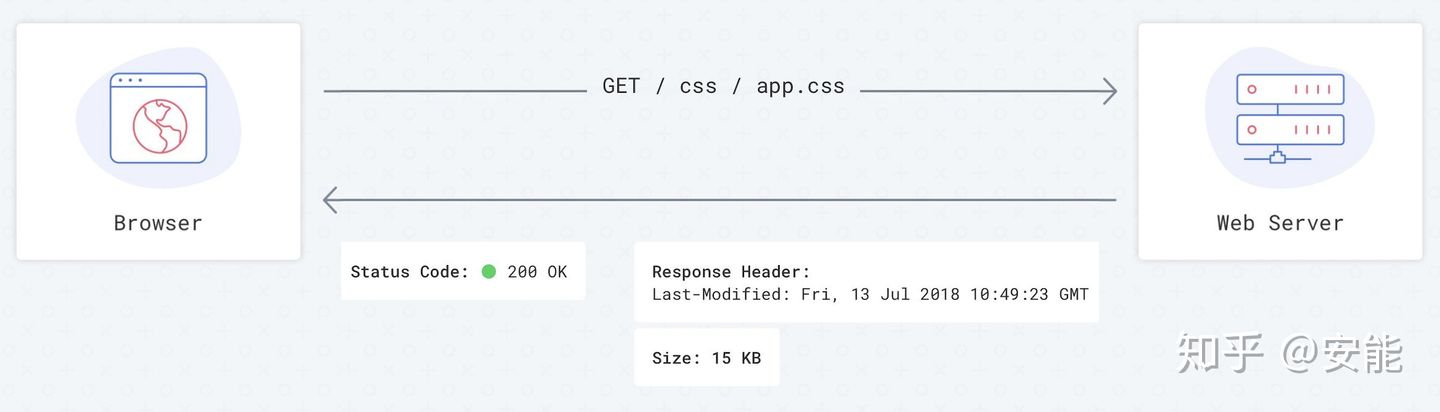 GET / css / app.css
Browser
Web Server
Status Code: 200 OK
Response Header:
Last-Modified: Fri, 13 Jul 2018 10:49:23 GMT
Size: 15 KB
知乎 @安能